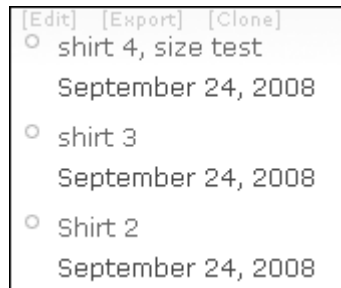 [Edit] [Export] [Clone]
shirt 4, size test
September 24, 2008
shirt 3
September 24, 2008
Shirt 2
September 24, 2008